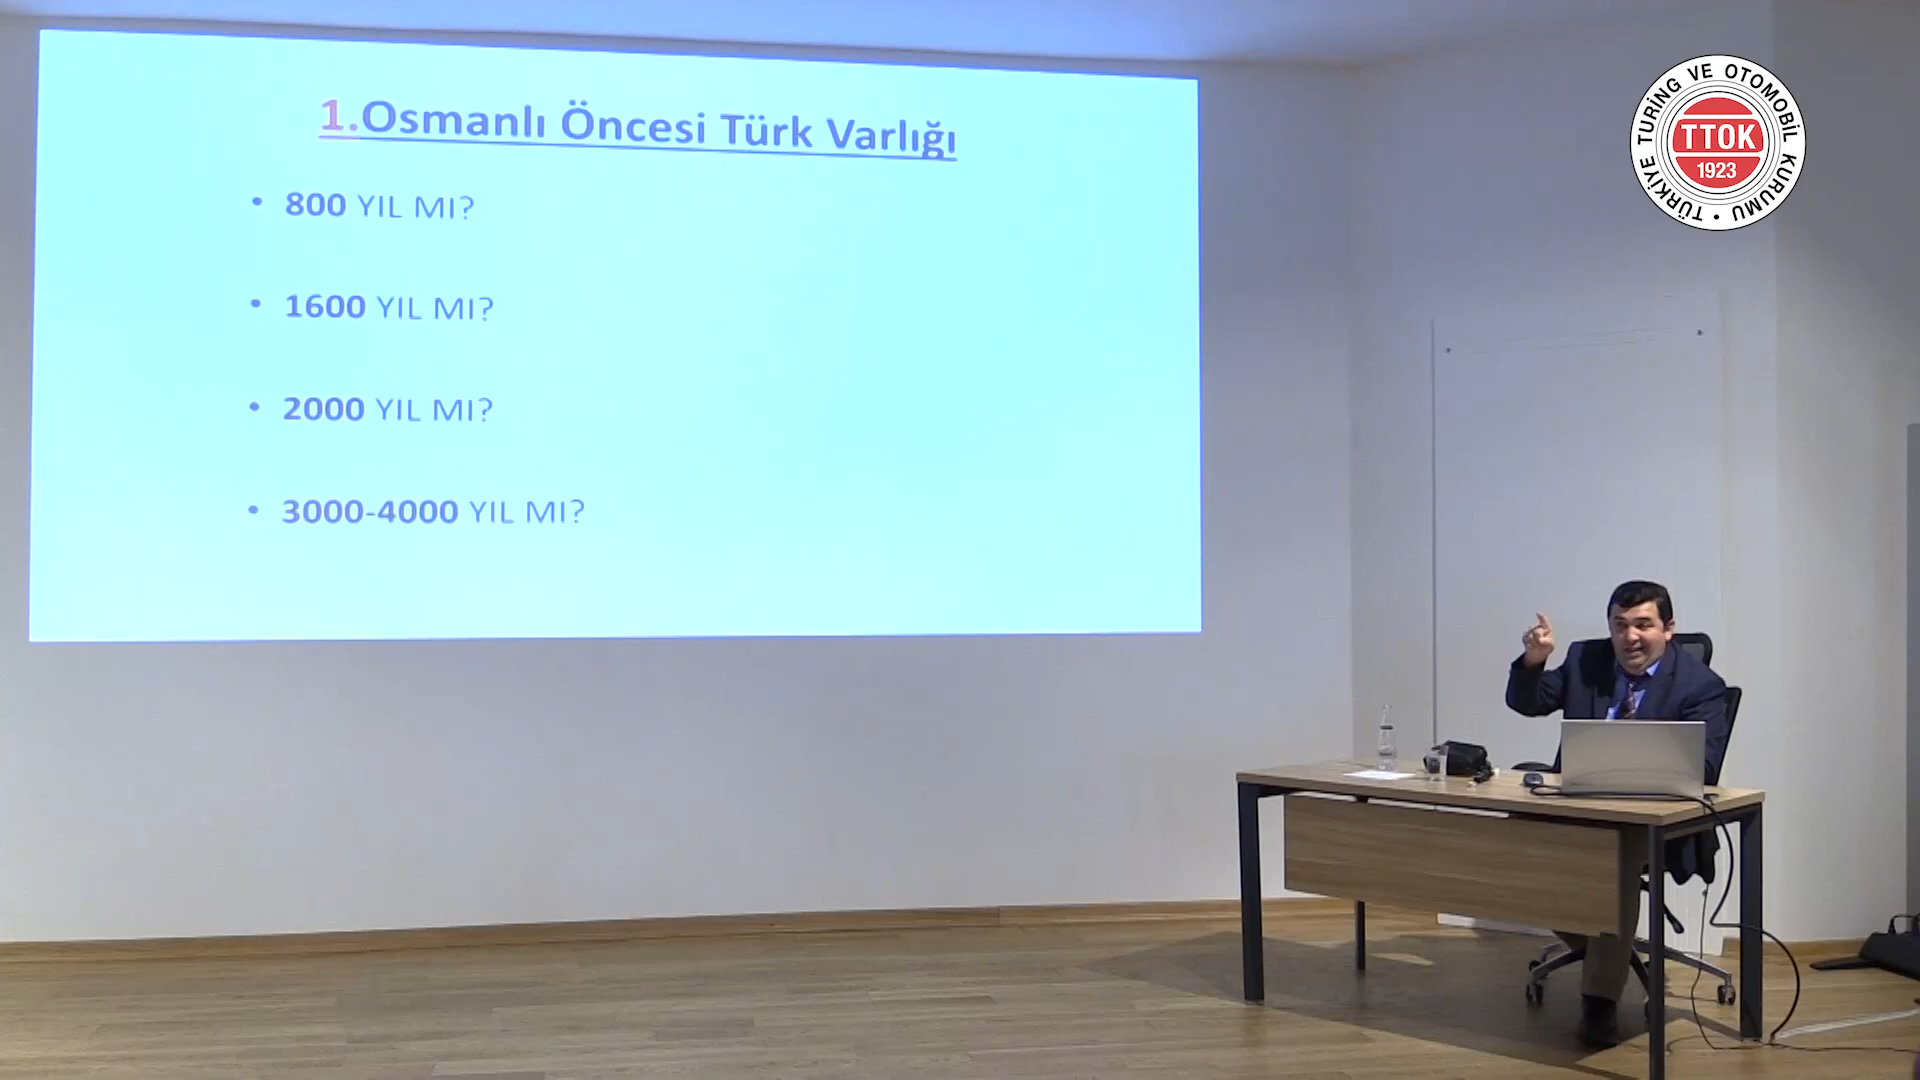 1.Osmanlı Öncesi Türk Varlığı
• 800 YIL MI?
• 1600 YIL MI?
• 2000 YIL MI?
• 3000-4000 YIL MI?
TÜRKİYE TURİNG VE OTOMOBİL KURUMU •
TTOK
1923